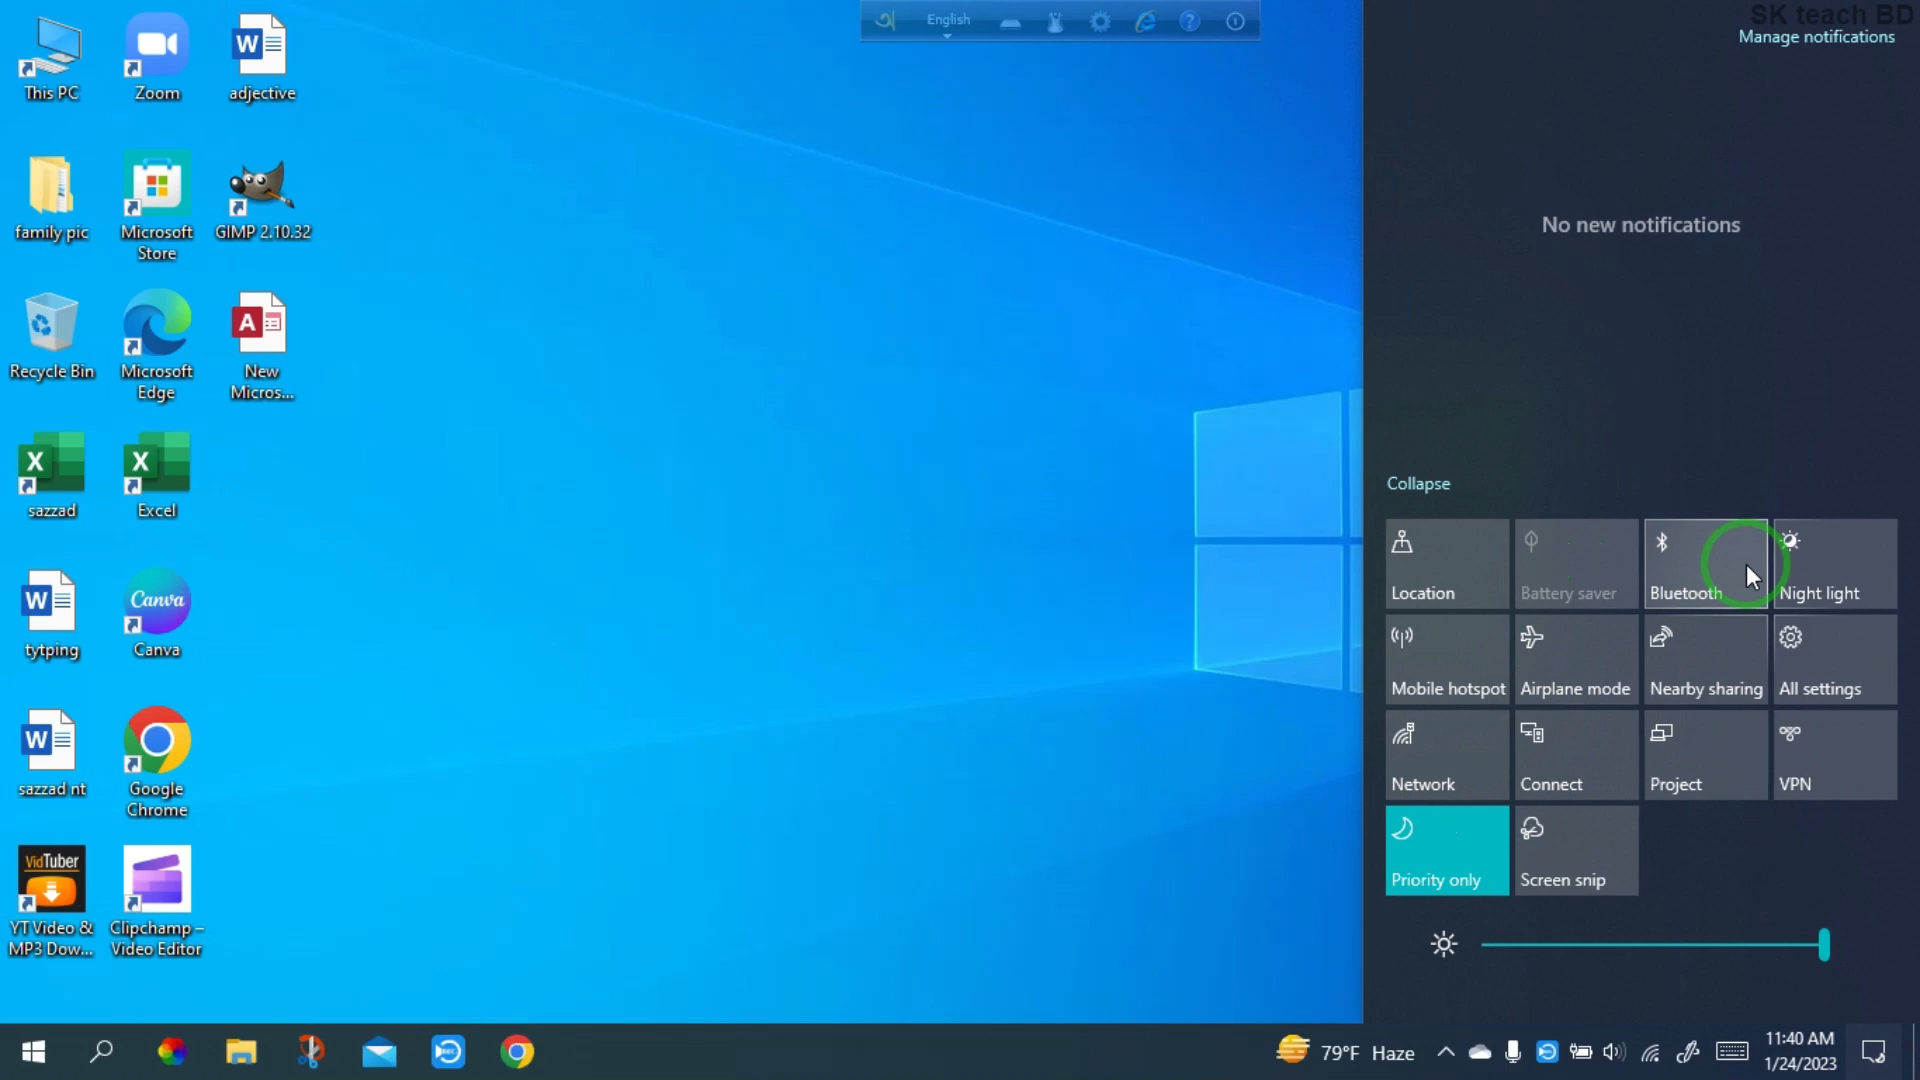 This PC
Zoom
adjective
family pic
Microsoft
Store
GIMP 2.10.32
Recycle Bin
Microsoft
Edge
New
Micros...
sazzad
Excel
tytping
Canva
Canva
sazzad nt
Google
Chrome
VidTuber
YT Video &
MP3 Dow...
Clipchamp –
Video Editor
English
SK teach BD
Manage notifications
No new notifications
Collapse
Location
Battery saver
Bluetooth
Night light
Mobile hotspot
Airplane mode
Nearby sharing
All settings
Network
Connect
Project
VPN
Priority only
Screen snip
79°F Haze
11:40 AM
1/24/2023